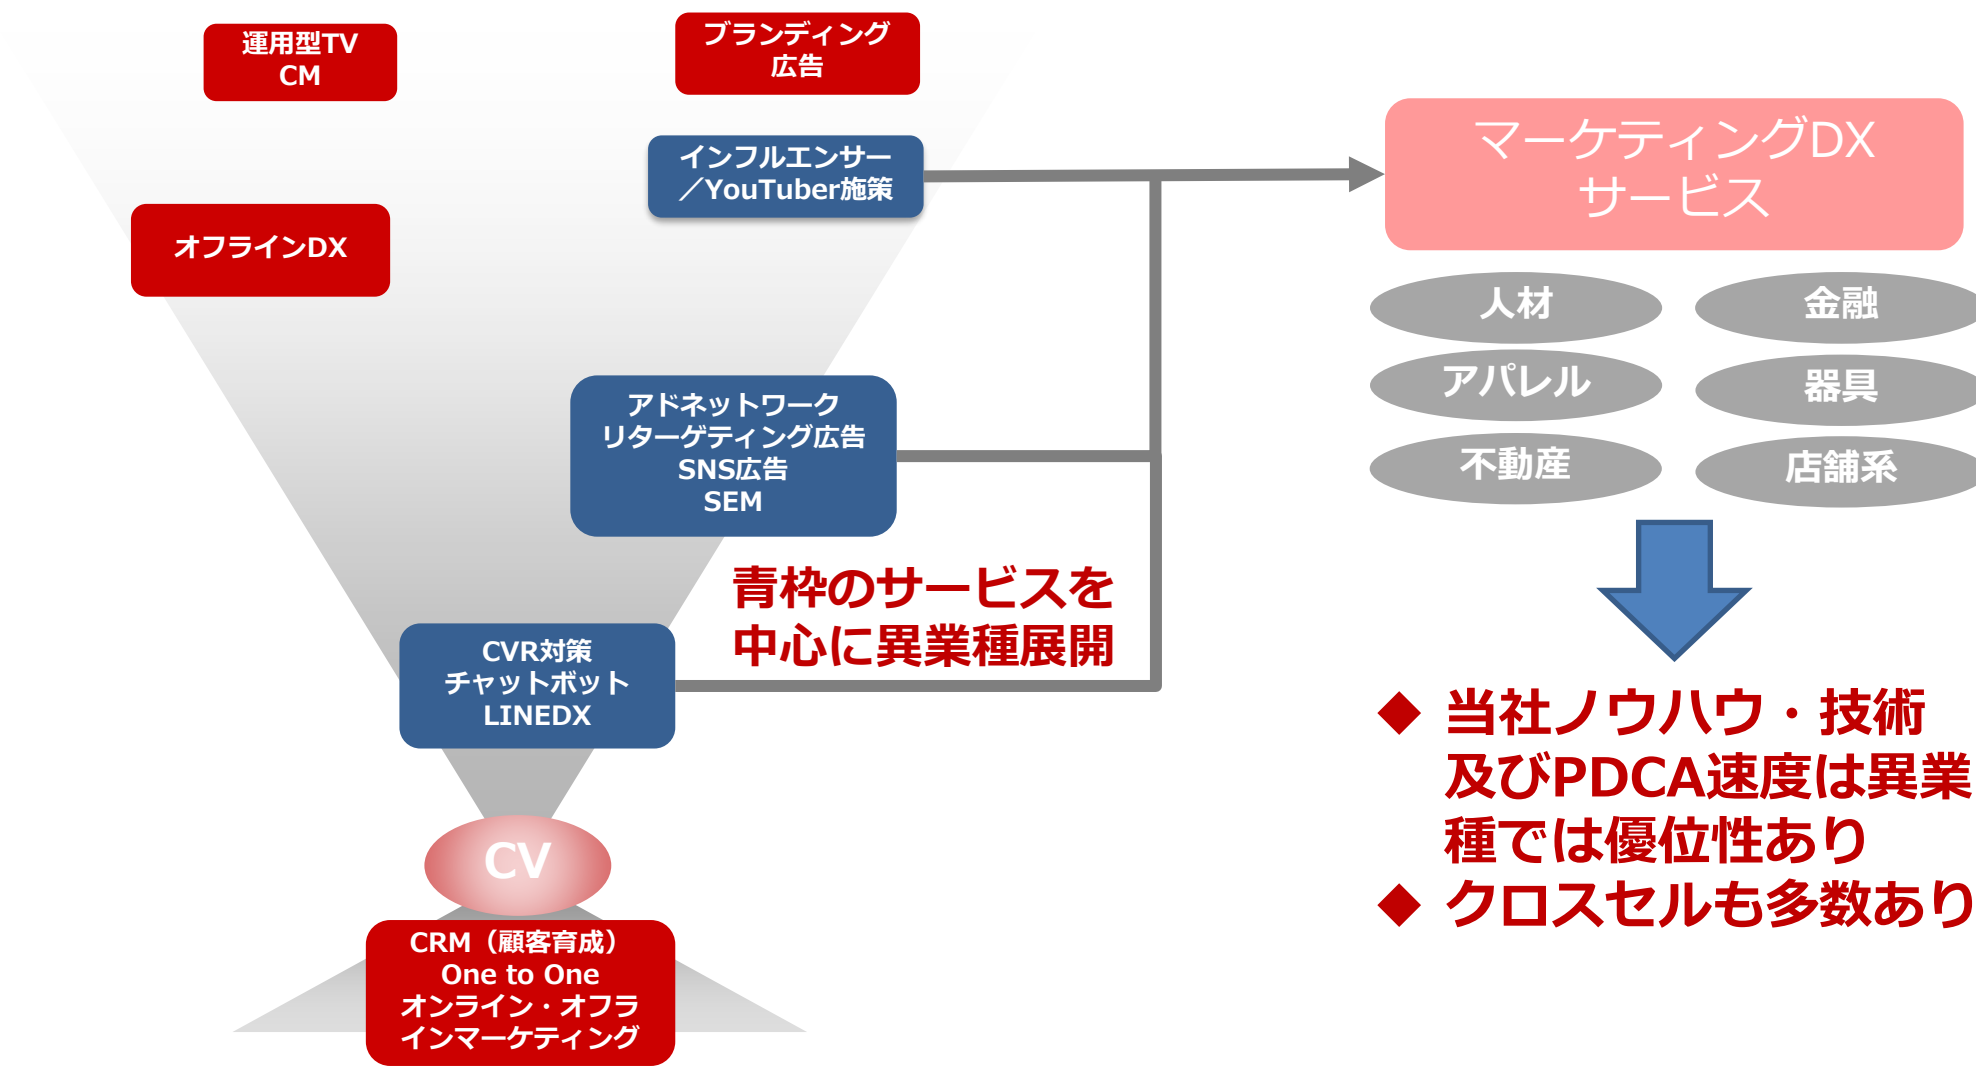 運用型TV
CM
ブランディング
広告
インフルエンサー
／YouTuber施策
オフラインDX
アドネットワーク
リターゲティング広告
SNS広告
SEM
青枠のサービスを
中心に異業種展開
CVR対策
チャットボット
LINEDX
CV
CRM（顧客育成）
One to One
オンライン・オフラ
インマーケティング
マーケティングDX
サービス
人材
金融
アパレル
器具
不動産
店舗系
◆ 当社ノウハウ・技術
及びPDCA速度は異業
種では優位性あり
◆ クロスセルも多数あり